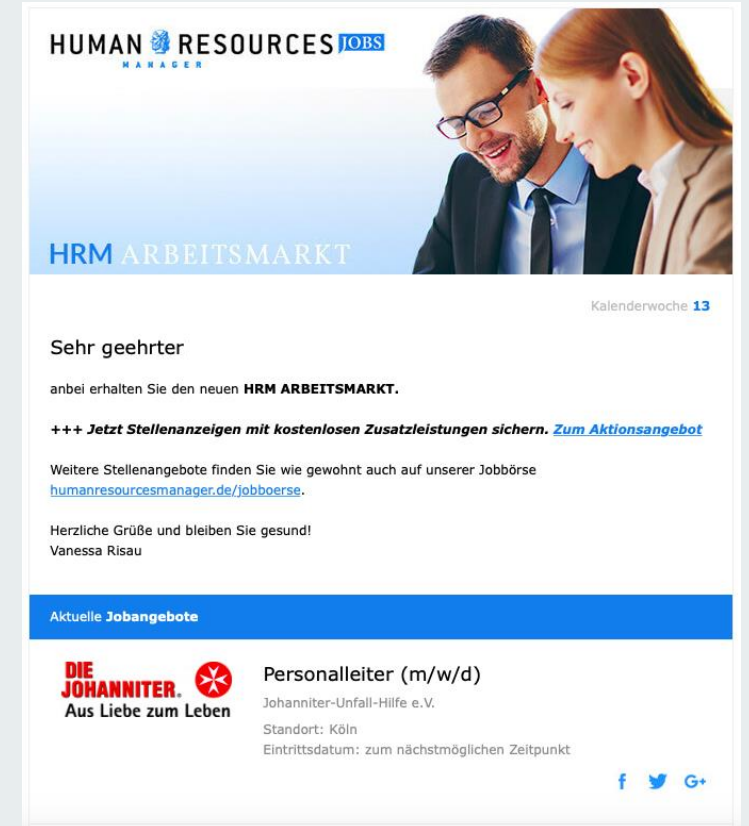 HUMAN RESOURCES JOBS
MANAGER
HRM ARBEITSMARKT
Kalenderwoche 13
Sehr geehrter
anbei erhalten Sie den neuen HRM ARBEITSMARKT.
+++ Jetzt Stellenanzeigen mit kostenlosen Zusatzleistungen sichern. Zum Aktionsangebot
Weitere Stellenangebote finden Sie wie gewohnt auch auf unserer Jobbörse
humanresourcesmanager.de/jobboerse.
Herzliche Grüße und bleiben Sie gesund!
Vanessa Risau
Aktuelle Jobangebote
DIE
JOHANNITER.
Aus Liebe zum Leben
Personalleiter (m/w/d)
Johanniter-Unfall-Hilfe e.V.
Standort: Köln
Eintrittsdatum: zum nächstmöglichen Zeitpunkt
f G+